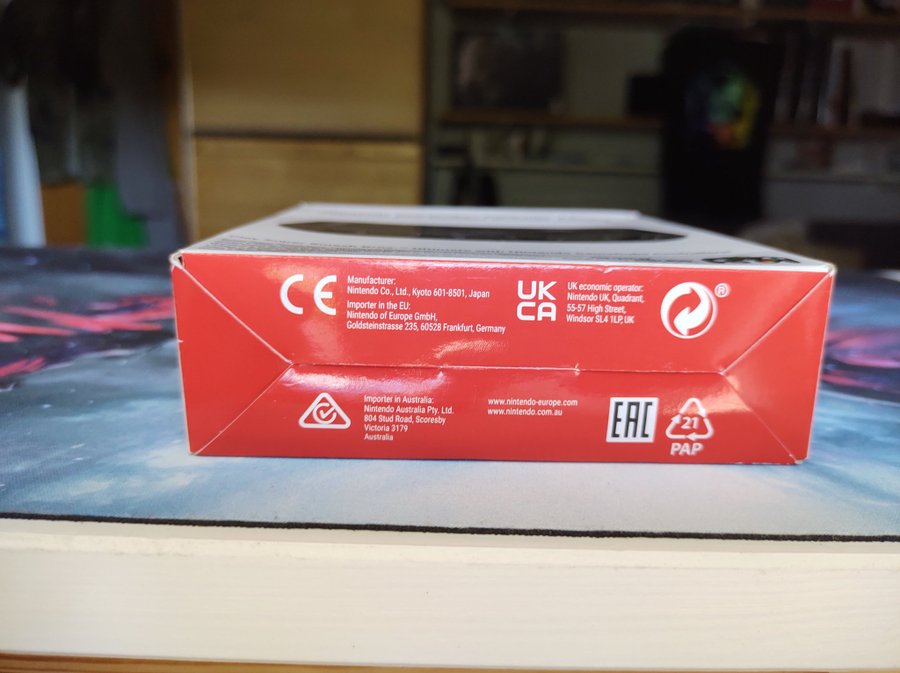 CE
Manufacturer:
Nintendo Co., Ltd., Kyoto 601-8501, Japan
Importer in the EU:
Nintendo of Europe GmbH,
Goldsteinstrasse 235, 60528 Frankfurt, Germany
UK
CA
UK economic operator:
Nintendo UK, Quadrant,
55-57 High Street,
Windsor SL4 1LP, UK
®
Importer in Australia:
Nintendo Australia Pty. Ltd.
804 Stud Road, Scoresby
Victoria 3179
Australia
www.nintendo-europe.com
www.nintendo.com.au
EAC
21
PAP